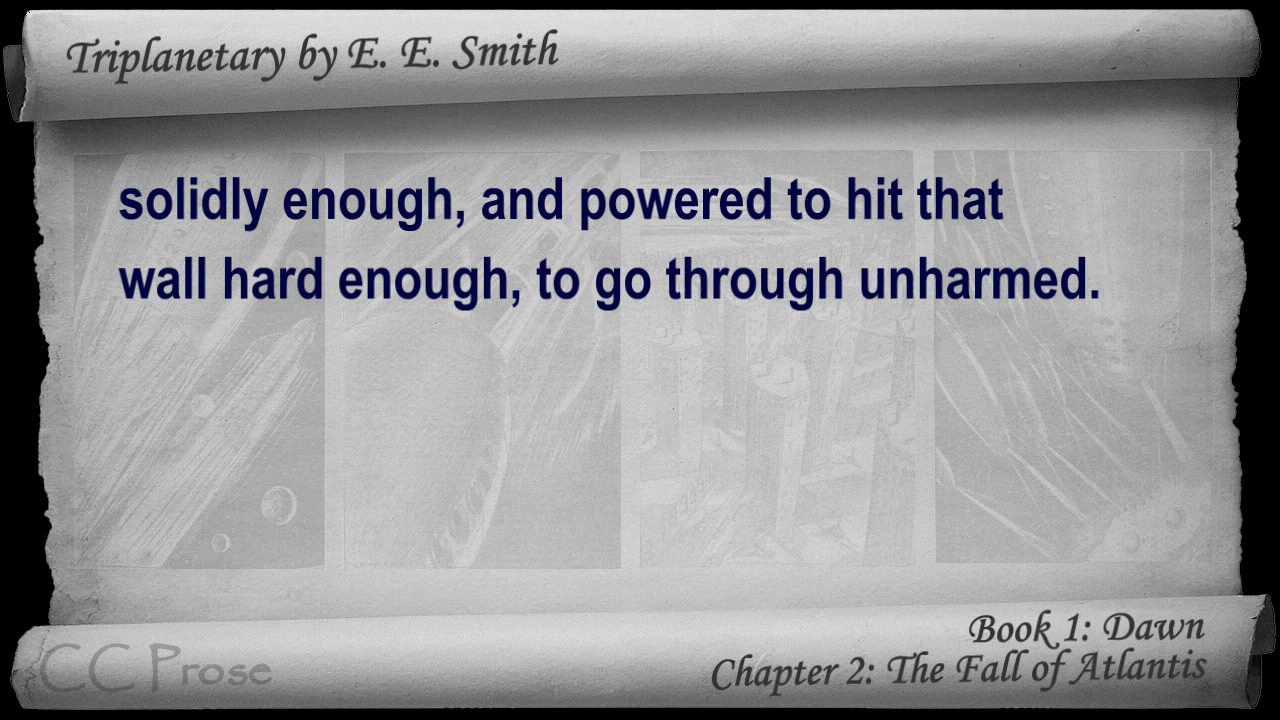 Triplanetary by E. E. Smith
solidly enough, and powered to hit that
wall hard enough, to go through unharmed.
Book 1: Dawn
Chapter 2: The Fall of Atlantis
CC Prose